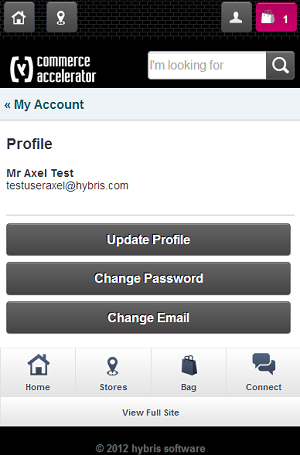 1
commerce
accelerator
I'm looking for
« My Account
Profile
Mr Axel Test
testuseraxel@hybris.com
Update Profile
Change Password
Change Email
Home Stores Bag Connect
View Full Site
© 2012 hybris software